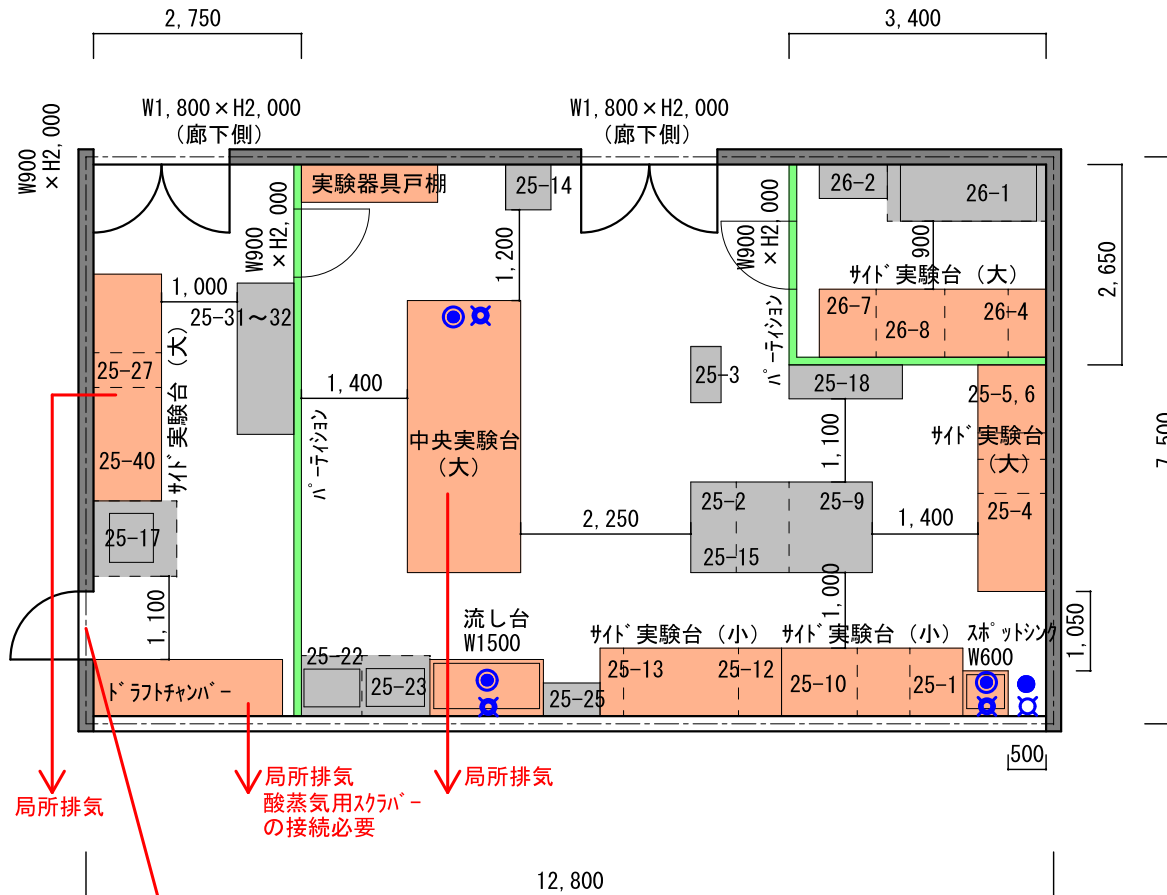 2,750
3,400
W1,800×H2,000
（廊下側）
W1,800×H2,000
（廊下側）
W900
×H2,000
実験器具戸棚
25-14
26-2
26-1
W900
×H2,000
1,200
W900
×H2,000
900
2,650
1,000
25-31～32
サイド実験台（大）
26-7
26-8
26-4
25-27
サイド実験台（大）
1,400
25-3
パーティション
25-18
25-5,6
25-40
パーティション
中央実験台
（大）
1,100
サイド実験台
（大）
7,500
25-2
25-9
25-4
25-17
2,250
1,400
25-15
1,100
1,000
1,050
流し台
W1500
サイド実験台（小）
サイド実験台（小）
スポットシンク
W600
25-22
25-13
25-12
25-10
25-1
25-23
25-25
ドラフトチャンバー
500
局所排気
局所排気
酸蒸気用スクラバー
の接続必要
局所排気
12,800